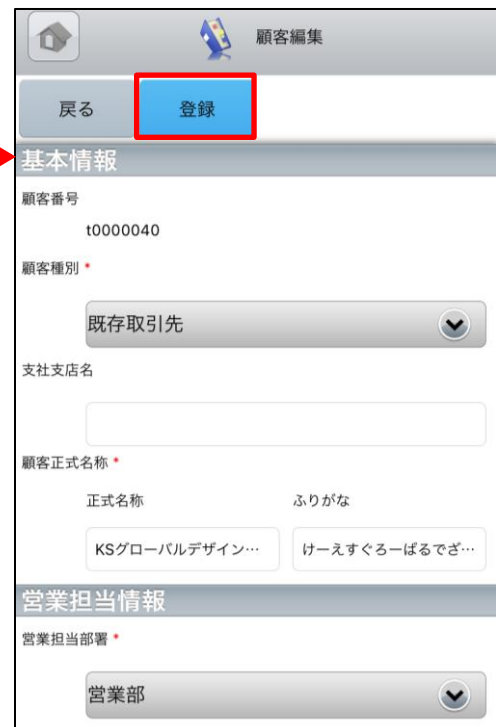 顧客編集
戻る 登録
基本情報
顧客番号
t0000040
顧客種別 *
既存取引先
支社支店名
顧客正式名称 *
正式名称 ふりがな
KSグローバルデザイン… けーえすぐろーばるでざ…
営業担当情報
営業担当部署 *
営業部